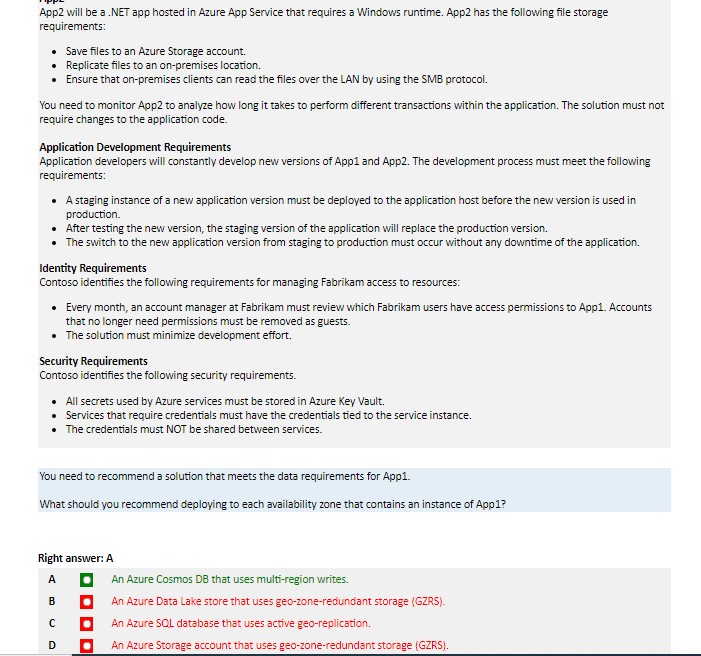 App2
App2 will be a .NET app hosted in Azure App Service that requires a Windows runtime. App2 has the following file storage
requirements:
• Save files to an Azure Storage account.
• Replicate files to an on-premises location.
• Ensure that on-premises clients can read the files over the LAN by using the SMB protocol.
You need to monitor App2 to analyze how long it takes to perform different transactions within the application. The solution must not
require changes to the application code.
Application Development Requirements
Application developers will constantly develop new versions of App1 and App2. The development process must meet the following
requirements:
• A staging instance of a new application version must be deployed to the application host before the new version is used in
production.
• After testing the new version, the staging version of the application will replace the production version.
• The switch to the new application version from staging to production must occur without any downtime of the application.
Identity Requirements
Contoso identifies the following requirements for managing Fabrikam access to resources:
• Every month, an account manager at Fabrikam must review which Fabrikam users have access permissions to App1. Accounts
that no longer need permissions must be removed as guests.
• The solution must minimize development effort.
Security Requirements
Contoso identifies the following security requirements.
• All secrets used by Azure services must be stored in Azure Key Vault.
• Services that require credentials must have the credentials tied to the service instance.
• The credentials must NOT be shared between services.
You need to recommend a solution that meets the data requirements for App1.
What should you recommend deploying to each availability zone that contains an instance of App1?
Right answer: A
A An Azure Cosmos DB that uses multi-region writes.
B An Azure Data Lake store that uses geo-zone-redundant storage (GZRS).
C An Azure SQL database that uses active geo-replication.
D An Azure Storage account that uses geo-zone-redundant storage (GZRS).